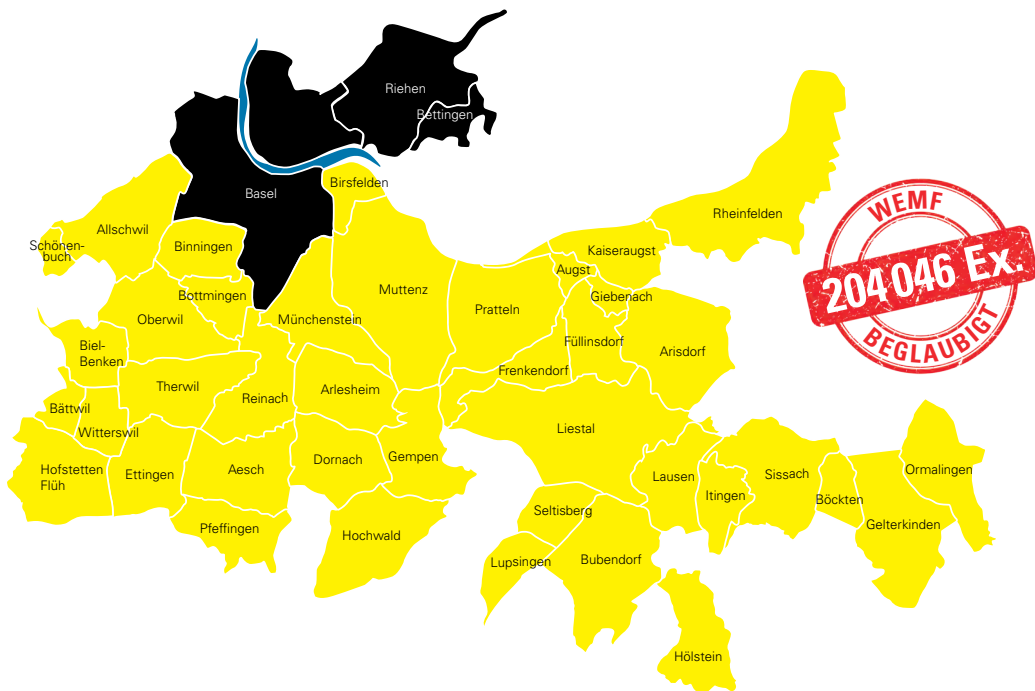 Riehen
Bettingen
Basel
Birsfelden
Rheinfelden
Allschwil
Schönen-
buch
Binningen
Kaiseraugst
Augst
Giebenach
Bottmingen
Muttenz
Pratteln
Oberwil
Münchenstein
Füllinsdorf
Arisdorf
Biel-
Benken
Frenkendorf
Therwil
Reinach
Arlesheim
Bättwil
Witterswil
Liestal
Hofstetten
Flüh
Ettingen
Aesch
Dornach
Gempen
Lausen
Itingen
Sissach
Böckten
Ormalingen
Gelterkinden
Pfeffingen
Hochwald
Seltisberg
Lupsingen
Bubendorf
Hölstein
WEMF
204 046 Ex.
BEGLAUBIGT